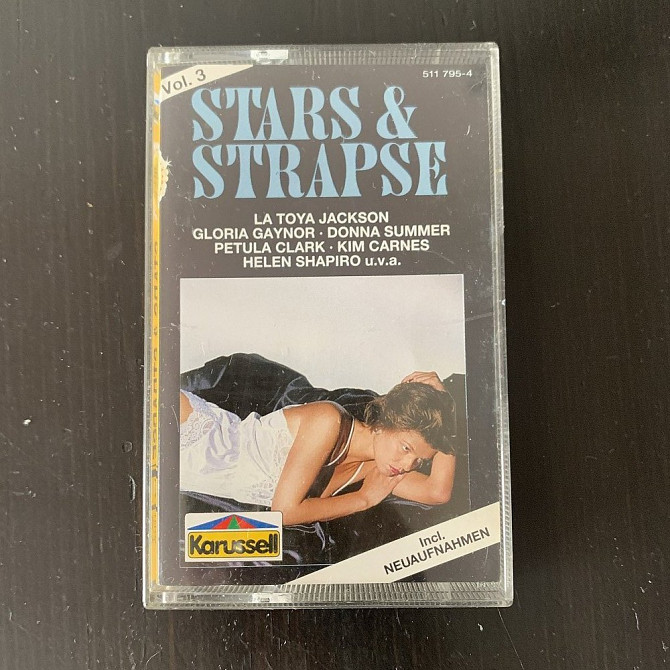 Vol. 3
511 795-4
STARS &
STRAPSE
LA TOYA JACKSON
GLORIA GAYNOR · DONNA SUMMER
PETULA CLARK · KIM CARNES
HELEN SHAPIRO u.v.a.
Karussell
Incl.
NEUAUFNAHMEN